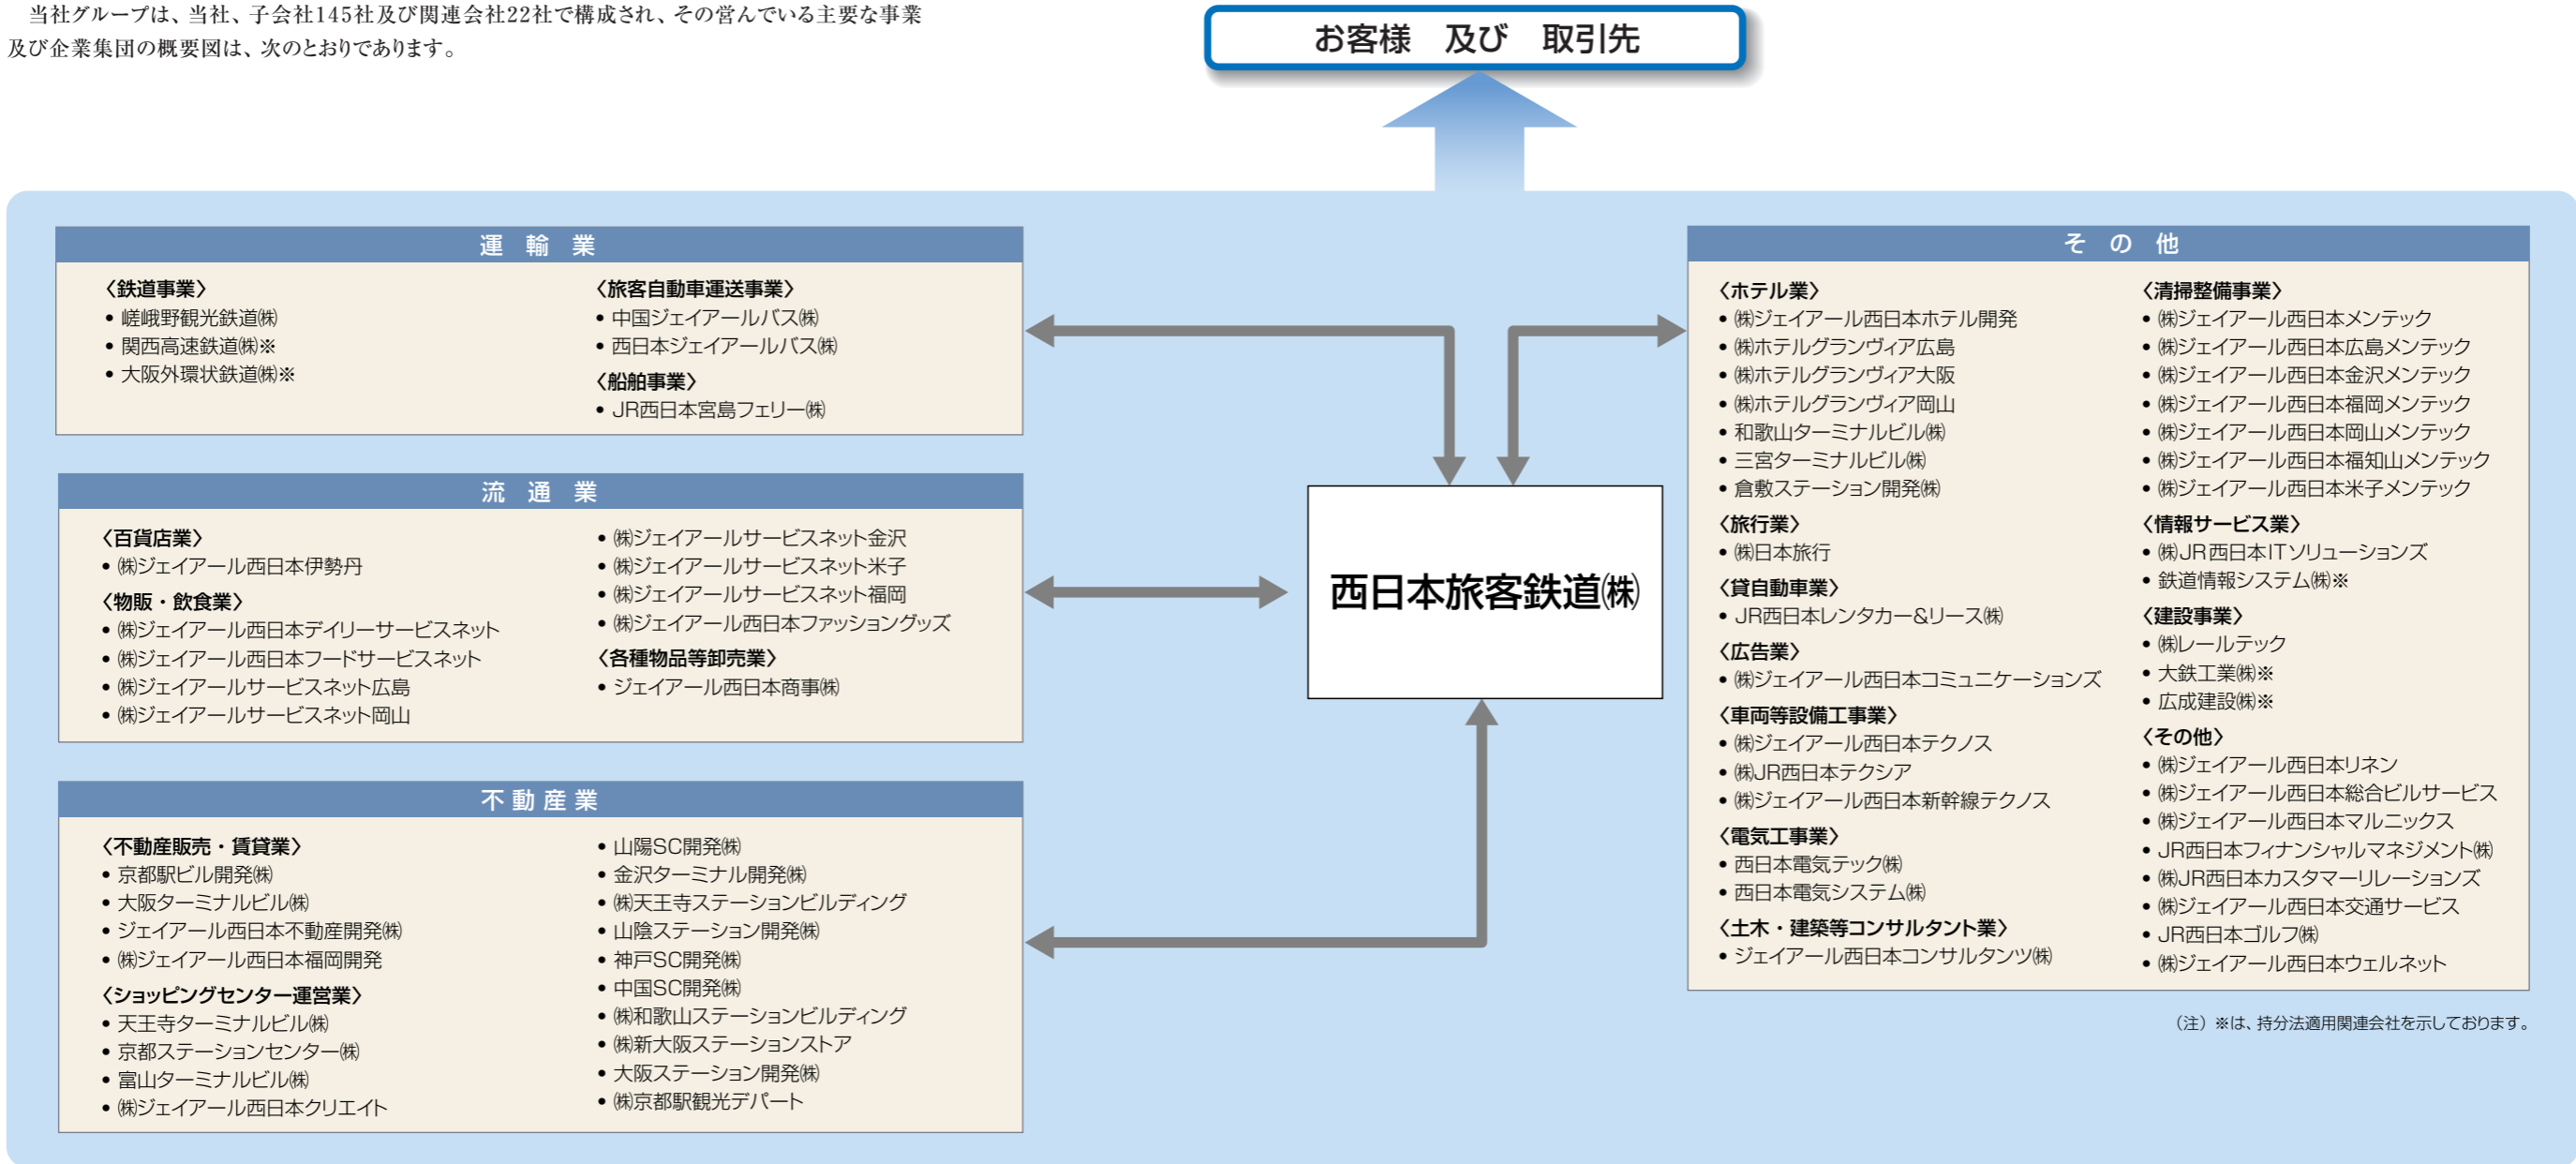 当社グループは、当社、子会社145社及び関連会社22社で構成され、その営んでいる主要な事業
及び企業集団の概要図は、次のとおりであります。
お客様 及び 取引先
運輸業
〈鉄道事業〉
• 嵯峨野観光鉄道㈱
• 関西高速鉄道㈱※
• 大阪外環状鉄道㈱※
〈旅客自動車運送事業〉
• 中国ジェイアールバス㈱
• 西日本ジェイアールバス㈱
〈船舶事業〉
• JR西日本宮島フェリー㈱
流通業
〈百貨店業〉
• ㈱ジェイアール西日本伊勢丹
〈物販・飲食業〉
• ㈱ジェイアール西日本デイリーサービスネット
• ㈱ジェイアール西日本フードサービスネット
• ㈱ジェイアールサービスネット広島
• ㈱ジェイアールサービスネット岡山
• ㈱ジェイアールサービスネット金沢
• ㈱ジェイアールサービスネット米子
• ㈱ジェイアールサービスネット福岡
• ㈱ジェイアール西日本ファッショングッズ
〈各種物品等卸売業〉
• ジェイアール西日本商事㈱
不動産業
〈不動産販売・賃貸業〉
• 京都駅ビル開発㈱
• 大阪ターミナルビル㈱
• ジェイアール西日本不動産開発㈱
• ㈱ジェイアール西日本福岡開発
〈ショッピングセンター運営業〉
• 天王寺ターミナルビル㈱
• 京都ステーションセンター㈱
• 富山ターミナルビル㈱
• ㈱ジェイアール西日本クリエイト
• 山陽SC開発㈱
• 金沢ターミナル開発㈱
• ㈱天王寺ステーションビルディング
• 山陰ステーション開発㈱
• 神戸SC開発㈱
• 中国SC開発㈱
• ㈱和歌山ステーションビルディング
• ㈱新大阪ステーションストア
• 大阪ステーション開発㈱
• ㈱京都駅観光デパート
西日本旅客鉄道㈱
その他
〈ホテル業〉
• ㈱ジェイアール西日本ホテル開発
• ㈱ホテルグランヴィア広島
• ㈱ホテルグランヴィア大阪
• ㈱ホテルグランヴィア岡山
• 和歌山ターミナルビル㈱
• 三宮ターミナルビル㈱
• 倉敷ステーション開発㈱
〈旅行業〉
• ㈱日本旅行
〈貸自動車業〉
• JR西日本レンタカー&リース㈱
〈広告業〉
• ㈱ジェイアール西日本コミュニケーションズ
〈車両等設備工事業〉
• ㈱ジェイアール西日本テクノス
• ㈱JR西日本テクシア
• ㈱ジェイアール西日本新幹線テクノス
〈電気工事業〉
• 西日本電気テック㈱
• 西日本電気システム㈱
〈土木・建築等コンサルタント業〉
• ジェイアール西日本コンサルタンツ㈱
〈清掃整備事業〉
• ㈱ジェイアール西日本メンテック
• ㈱ジェイアール西日本広島メンテック
• ㈱ジェイアール西日本金沢メンテック
• ㈱ジェイアール西日本福岡メンテック
• ㈱ジェイアール西日本岡山メンテック
• ㈱ジェイアール西日本福知山メンテック
• ㈱ジェイアール西日本米子メンテック
〈情報サービス業〉
• ㈱JR西日本ITソリューションズ
• 鉄道情報システム㈱※
〈建設事業〉
• ㈱レールテック
• 大鉄工業㈱※
• 広成建設㈱※
〈その他〉
• ㈱ジェイアール西日本リネン
• ㈱ジェイアール西日本総合ビルサービス
• ㈱ジェイアール西日本マルニックス
• JR西日本フィナンシャルマネジメント㈱
• ㈱JR西日本カスタマーリレーションズ
• ㈱ジェイアール西日本交通サービス
• JR西日本ゴルフ㈱
• ㈱ジェイアール西日本ウェルネット
（注）※は、持分法適用関連会社を示しております。